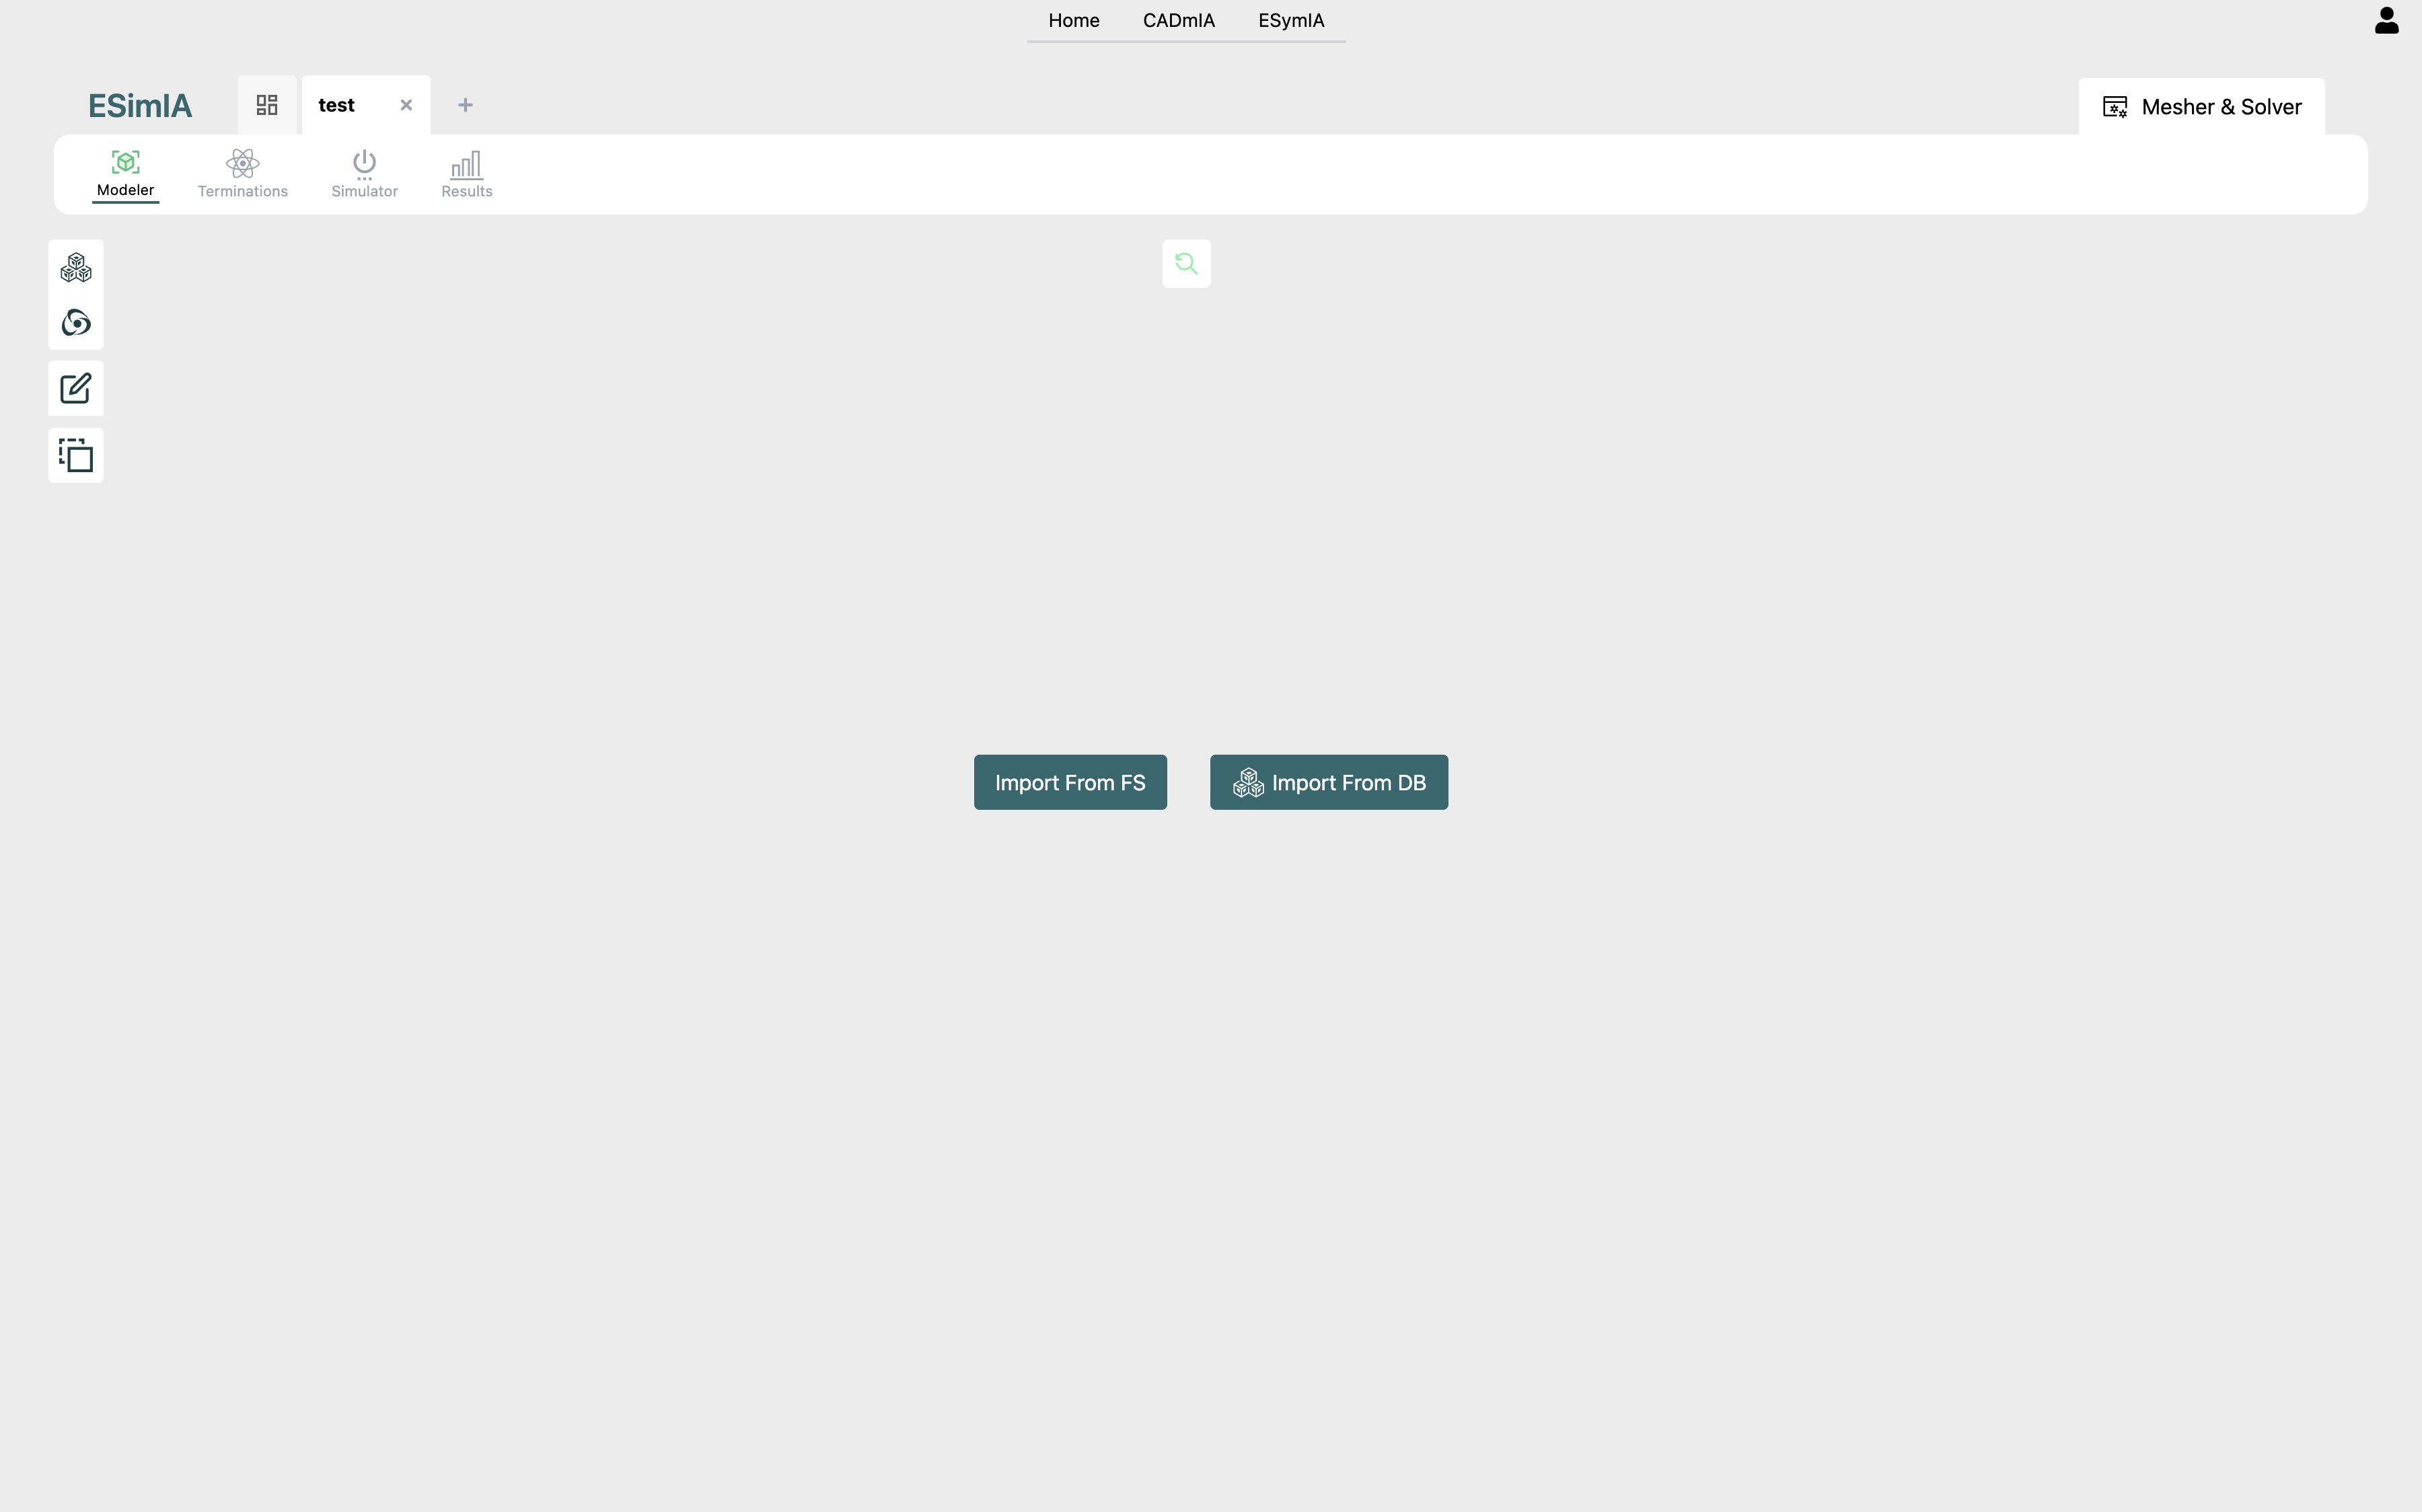 Home CADmIA ESymIA
ESimIA test Mesher & Solver
Modeler Terminations Simulator Results
Import From FS Import From DB